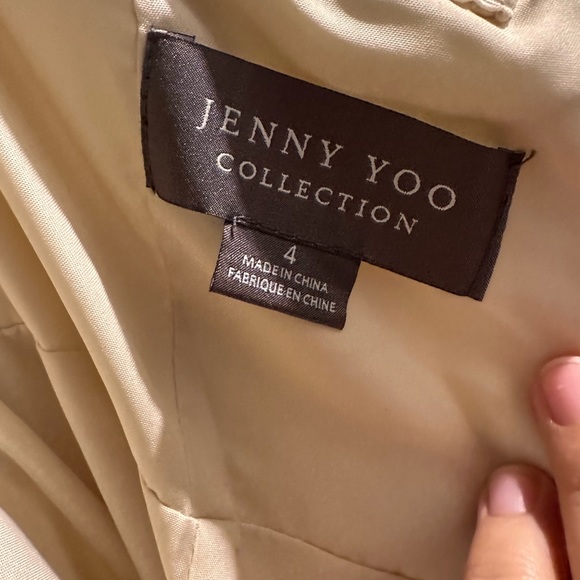 JENNY YOO
COLLECTION
4
MADE IN CHINA
FABRIQUE EN CHINE